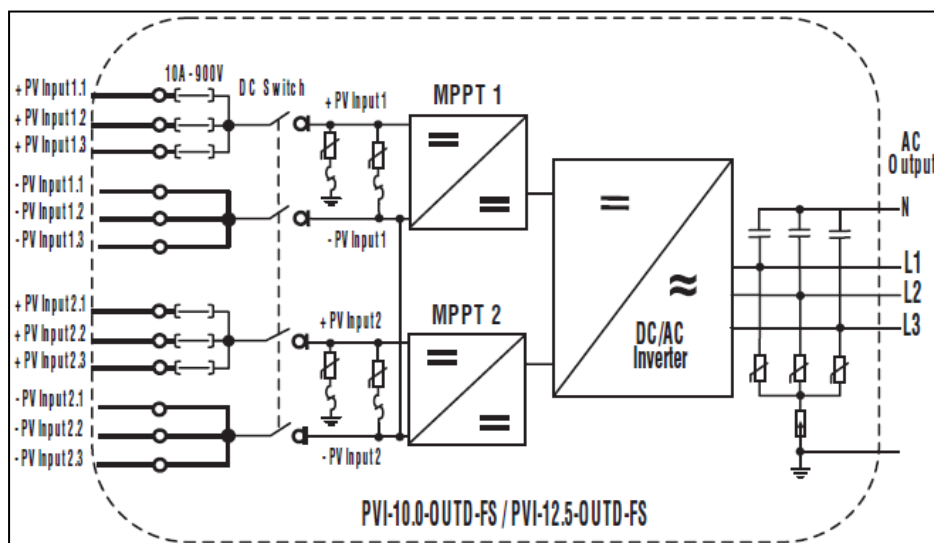 10A-900V
DC Switch
+ PV Input 1.1
+ PV Input 1.2
+ PV Input 1.3
- PV Input 1.1
- PV Input 1.2
- PV Input 1.3
+ PV Input 2.1
+ PV Input 2.2
+ PV Input 2.3
- PV Input 2.1
- PV Input 2.2
- PV Input 2.3
+ PV Input 1
- PV Input 1
+ PV Input 2
- PV Input 2
MPPT 1
MPPT 2
DC/AC
Inverter
AC
Output
N
L1
L2
L3
PVI-10.0-OUTD-FS / PVI-12.5-OUTD-FS